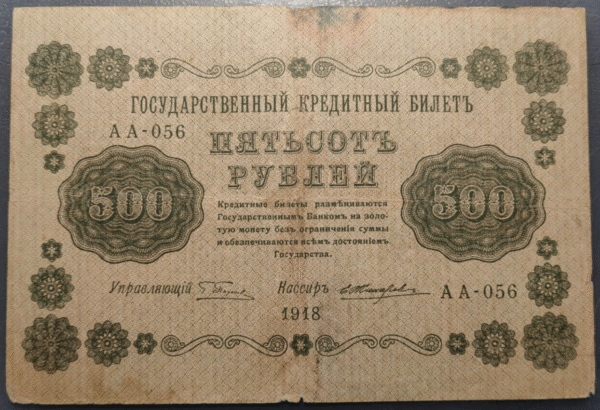 Государственный Кредитный Билетъ
АА-056
ПЯТЬСОТЪ
РУБЛЕЙ
500
500
Кредитные билеты размѣниваются
Государственнымъ Банкомъ на золо-
тую монету безъ ограниченія суммы
и обезпечиваются всѣмъ достояніемъ
Государства.
Управляющій
Кассиръ
АА-056
1918